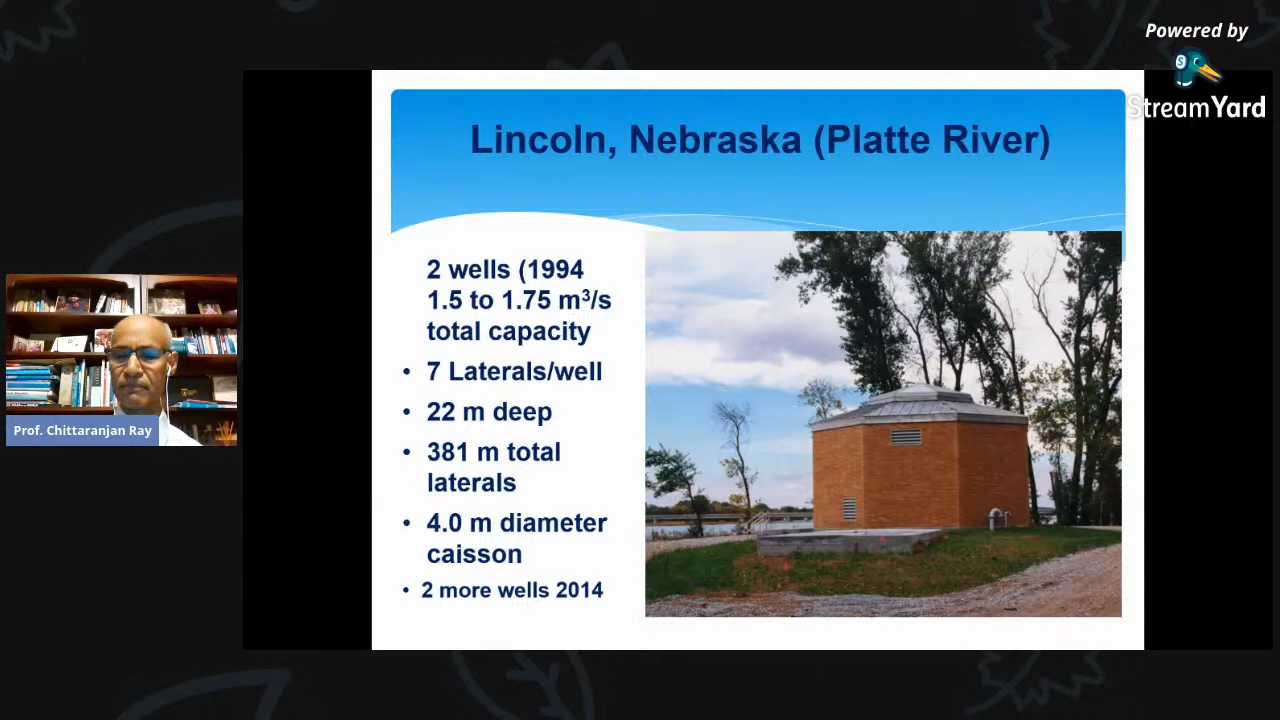 Powered by
StreamYard
Lincoln, Nebraska (Platte River)
2 wells (1994
1.5 to 1.75 m³/s
total capacity
• 7 Laterals/well
• 22 m deep
• 381 m total
laterals
• 4.0 m diameter
caisson
• 2 more wells 2014
Prof. Chittaranjan Ray